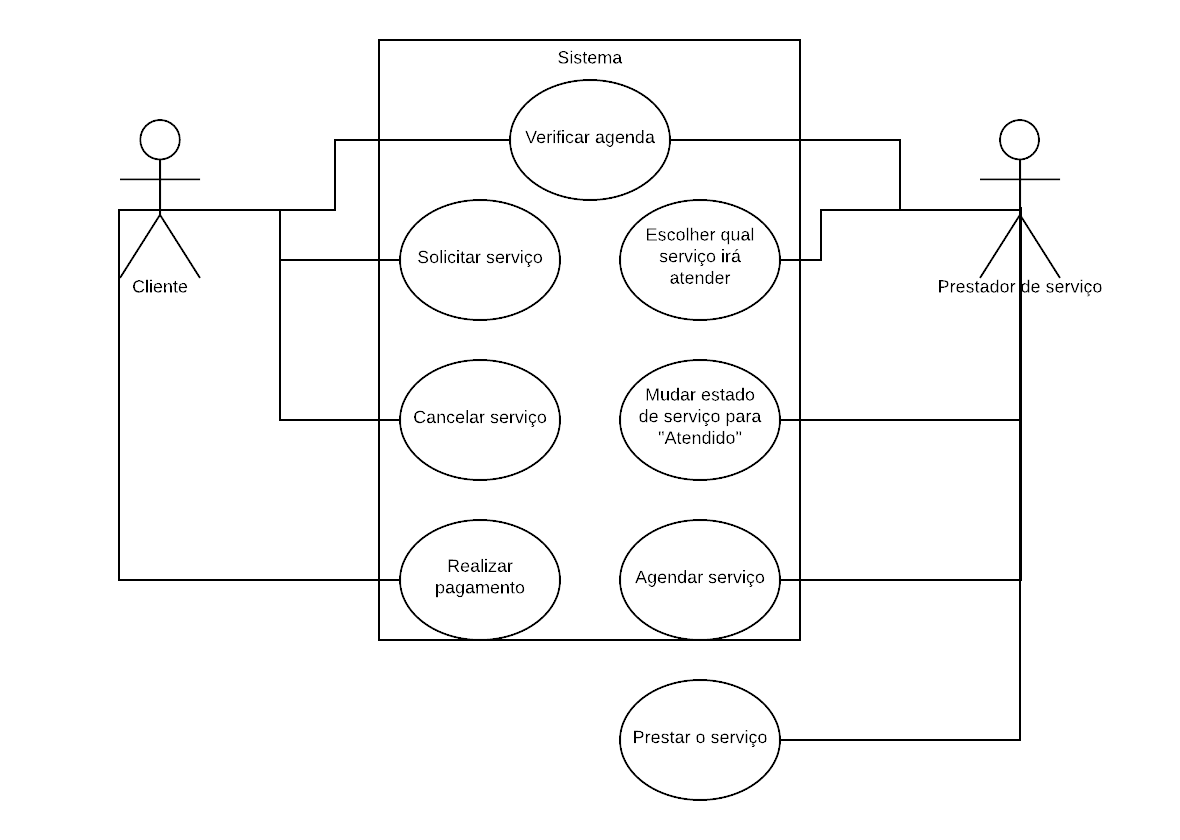 Sistema
Verificar agenda
Solicitar serviço
Escolher qual
serviço irá
atender
Cliente
Prestador de serviço
Cancelar serviço
Mudar estado
de serviço para
"Atendido"
Realizar
pagamento
Agendar serviço
Prestar o serviço